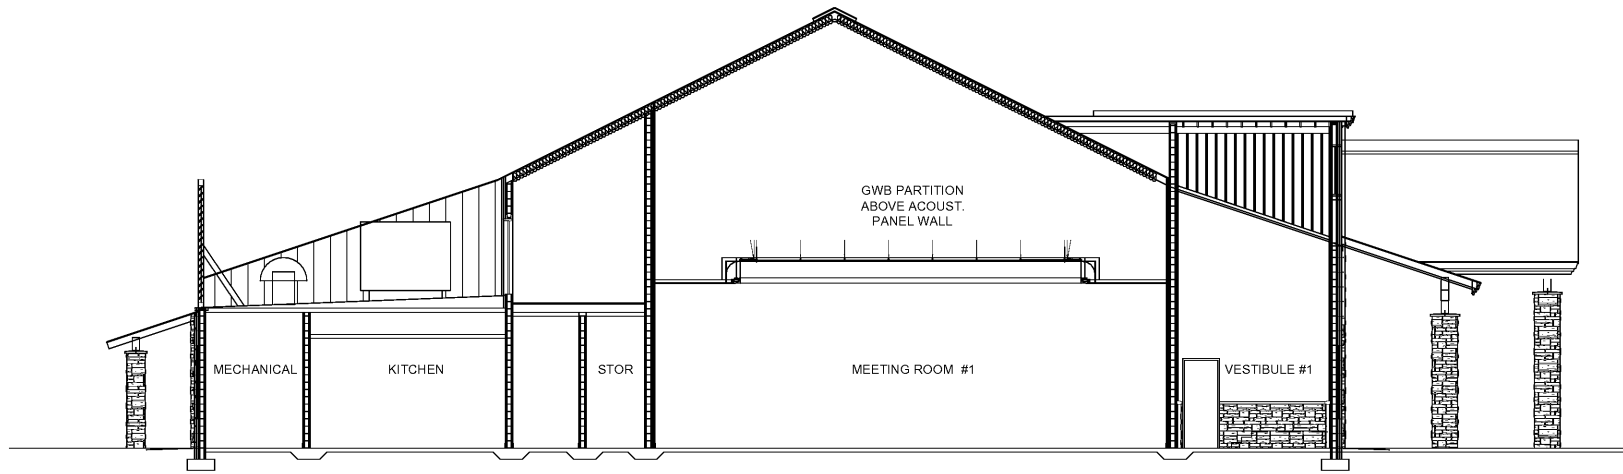 GWB PARTITION
ABOVE ACOUST.
PANEL WALL
MECHANICAL
KITCHEN
STOR
MEETING ROOM #1
VESTIBULE #1